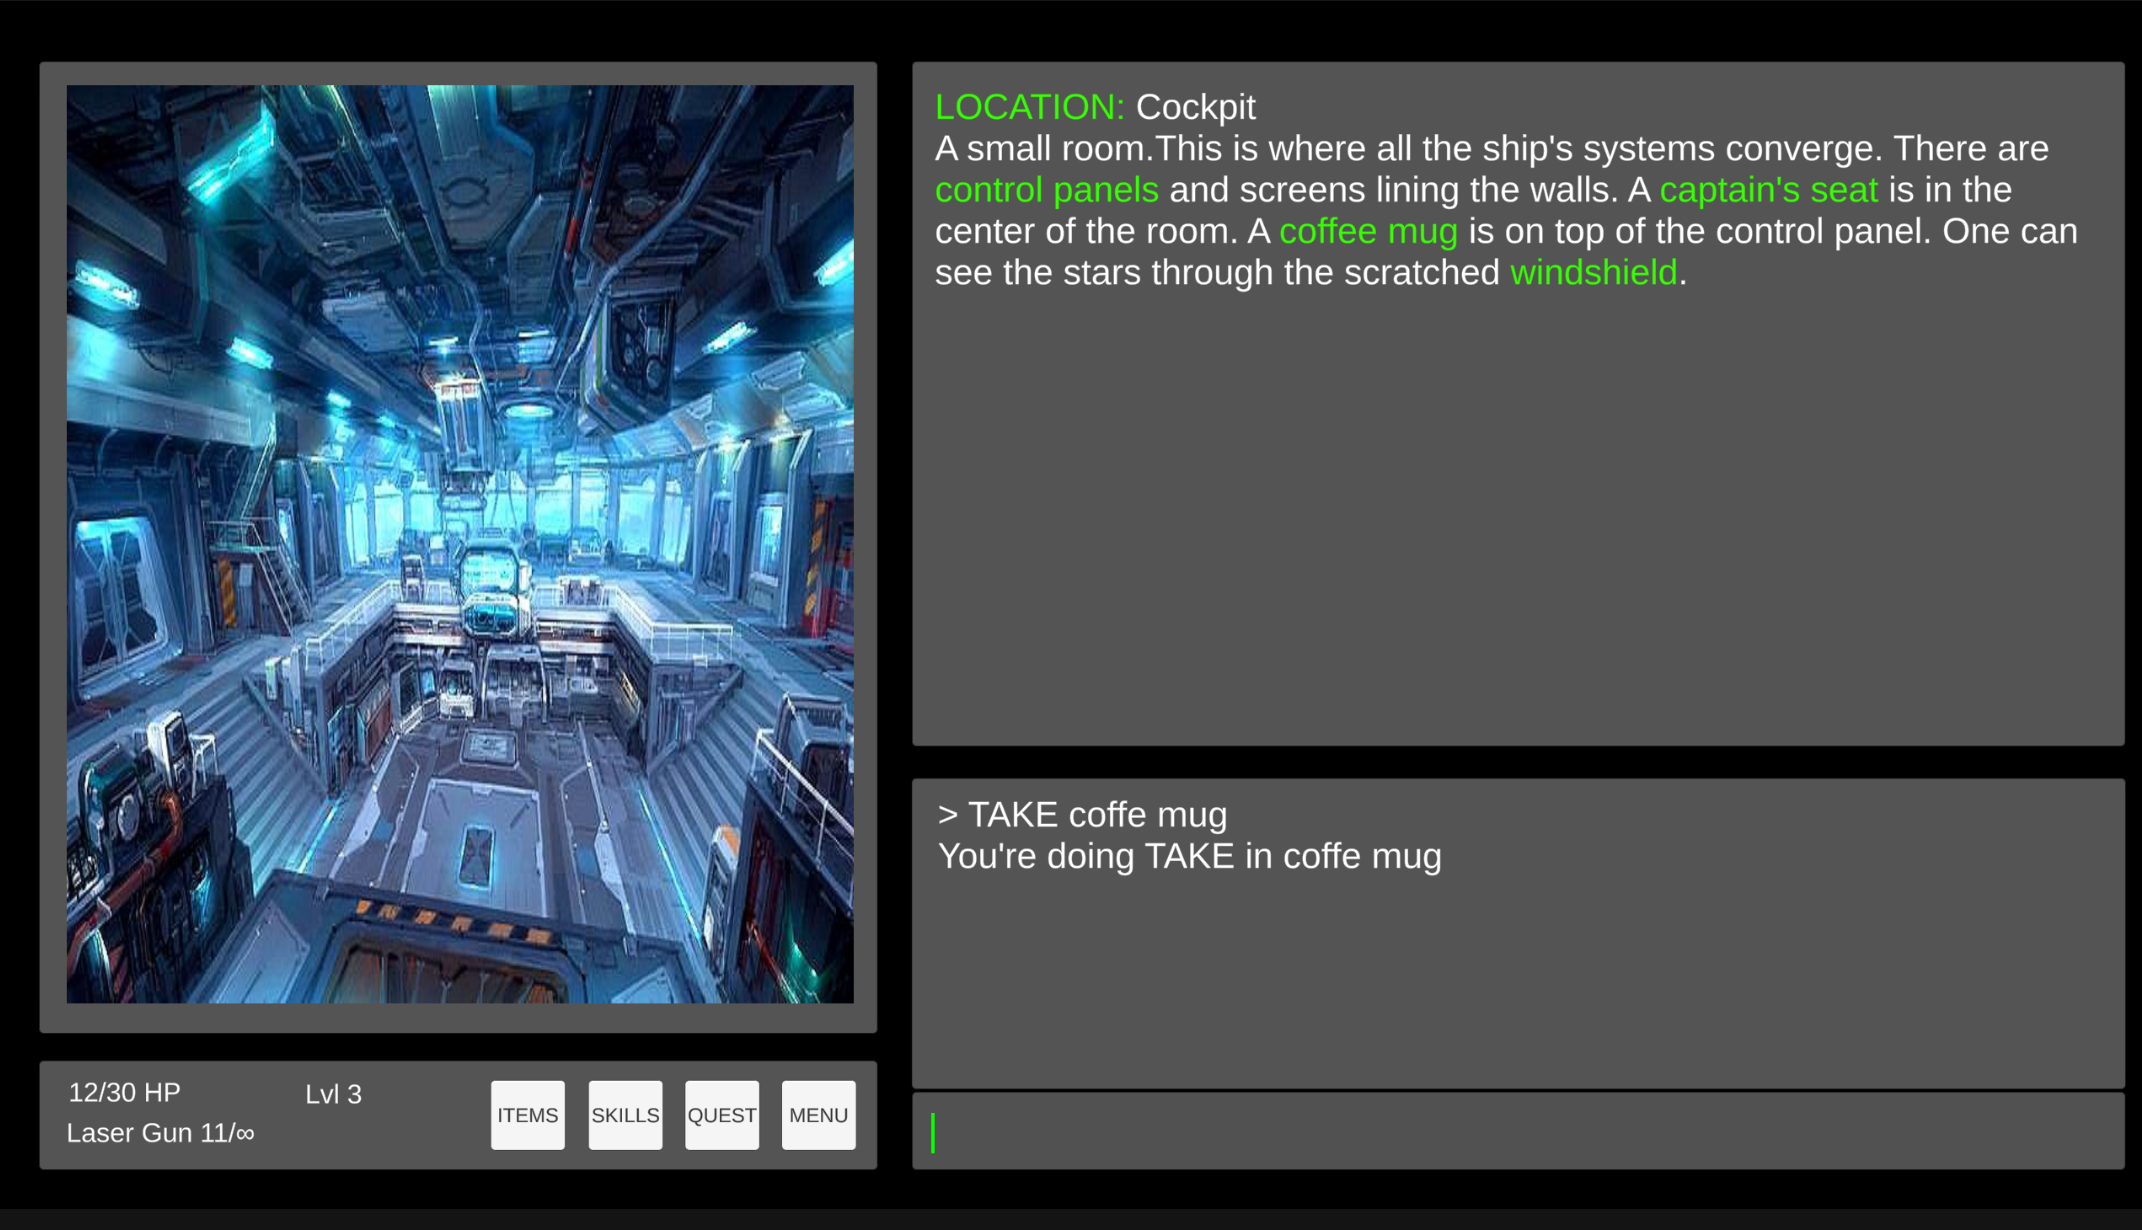 LOCATION: Cockpit
A small room.This is where all the ship's systems converge. There are
control panels and screens lining the walls. A captain's seat is in the
center of the room. A coffee mug is on top of the control panel. One can
see the stars through the scratched windshield.
> TAKE coffe mug
You're doing TAKE in coffe mug
12/30 HP
Lvl 3
Laser Gun 11/∞
ITEMS
SKILLS
QUEST
MENU